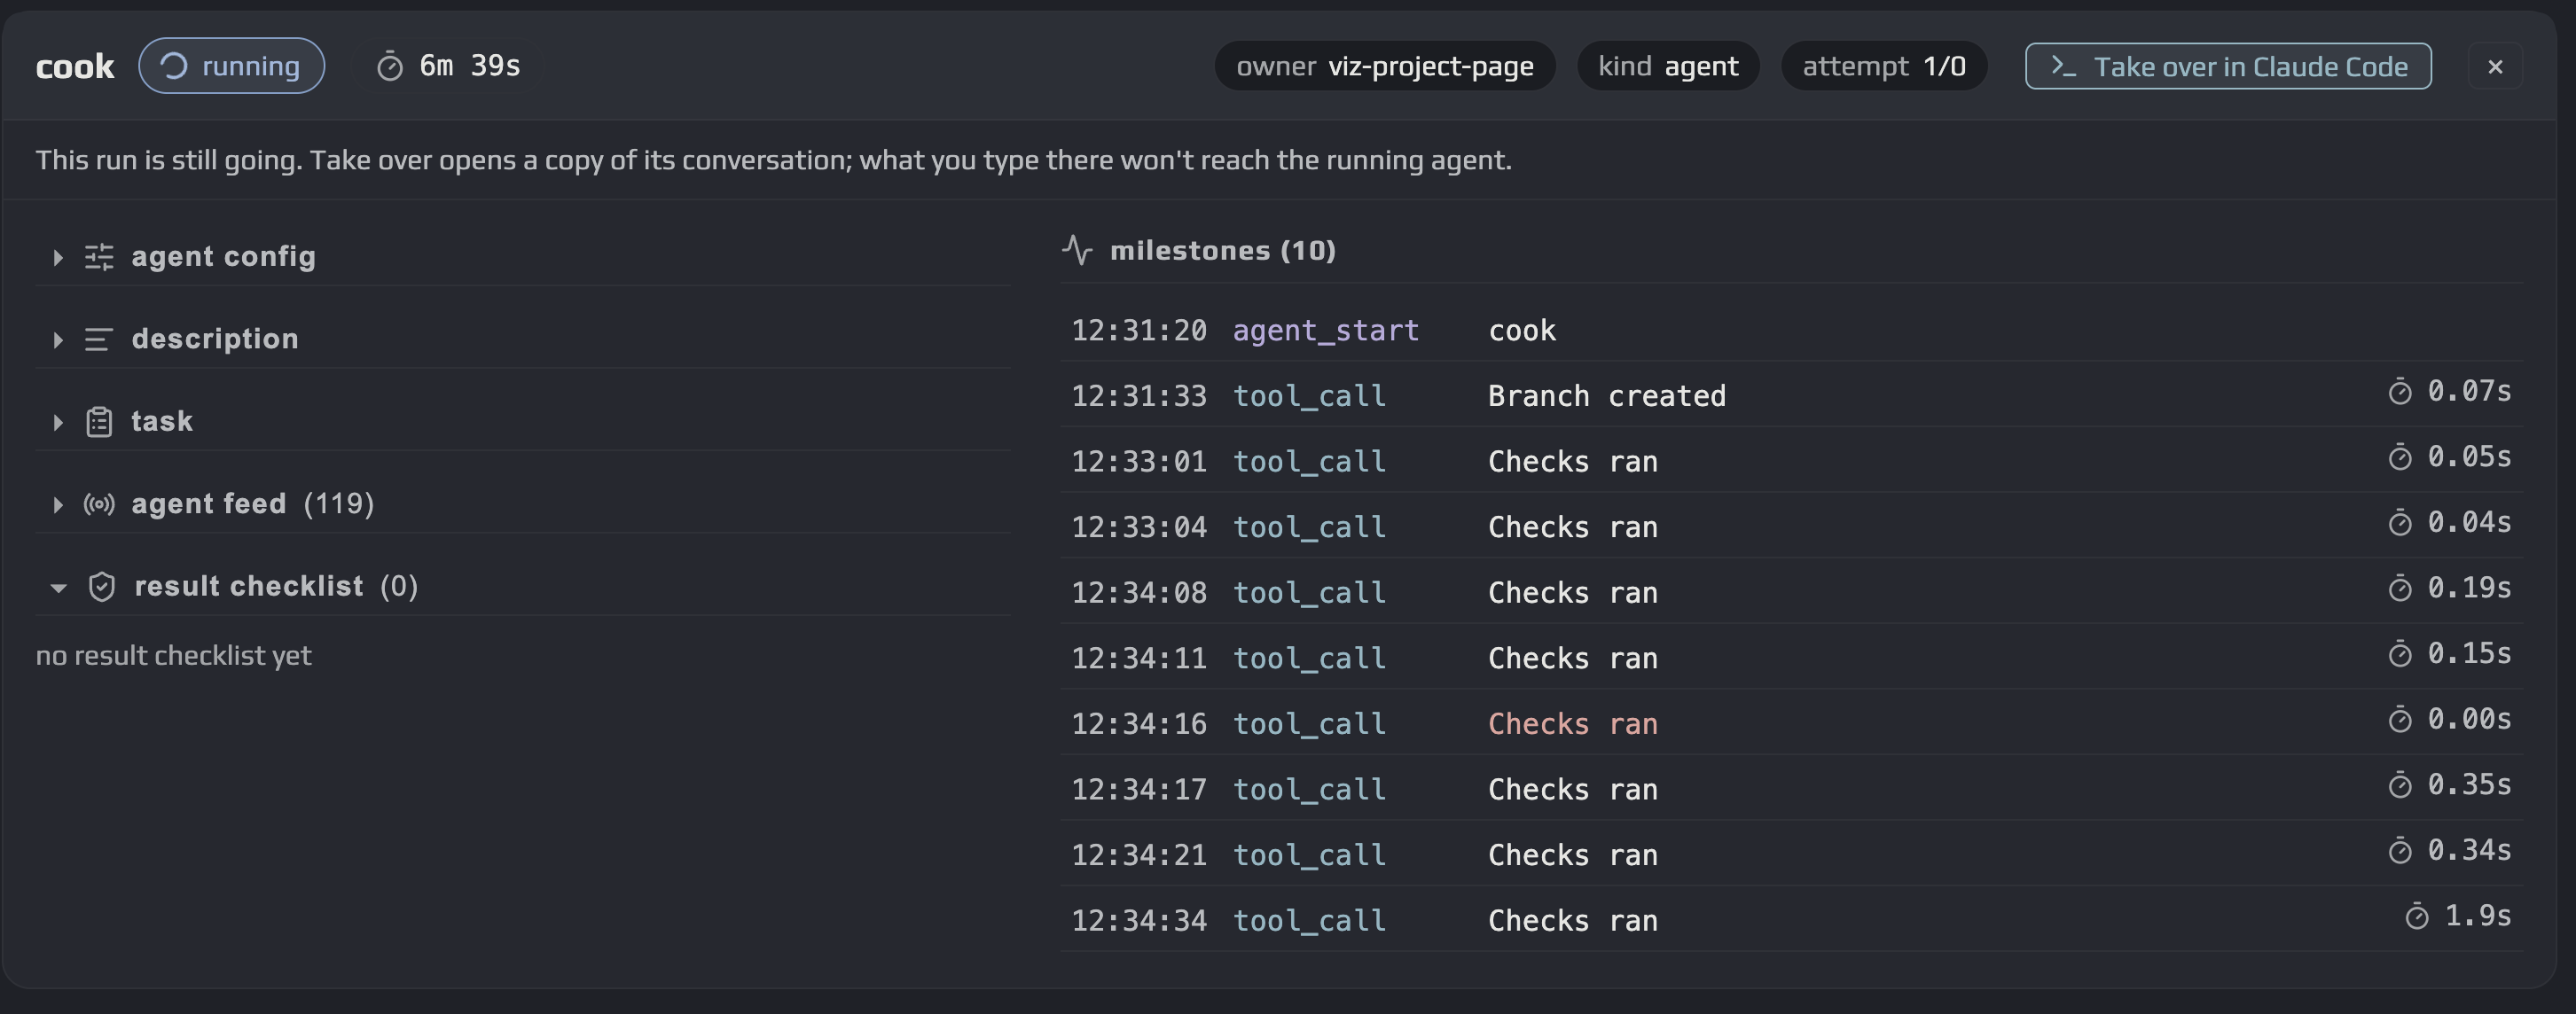 cook running 6m 39s owner viz-project-page kind agent attempt 1/0 >_ Take over in Claude Code ×
This run is still going. Take over opens a copy of its conversation; what you type there won't reach the running agent.
agent config
description
task
agent feed (119)
result checklist (0)
no result checklist yet
milestones (10)
12:31:20 agent_start cook
12:31:33 tool_call Branch created 0.07s
12:33:01 tool_call Checks ran 0.05s
12:33:04 tool_call Checks ran 0.04s
12:34:08 tool_call Checks ran 0.19s
12:34:11 tool_call Checks ran 0.15s
12:34:16 tool_call Checks ran 0.00s
12:34:17 tool_call Checks ran 0.35s
12:34:21 tool_call Checks ran 0.34s
12:34:34 tool_call Checks ran 1.9s